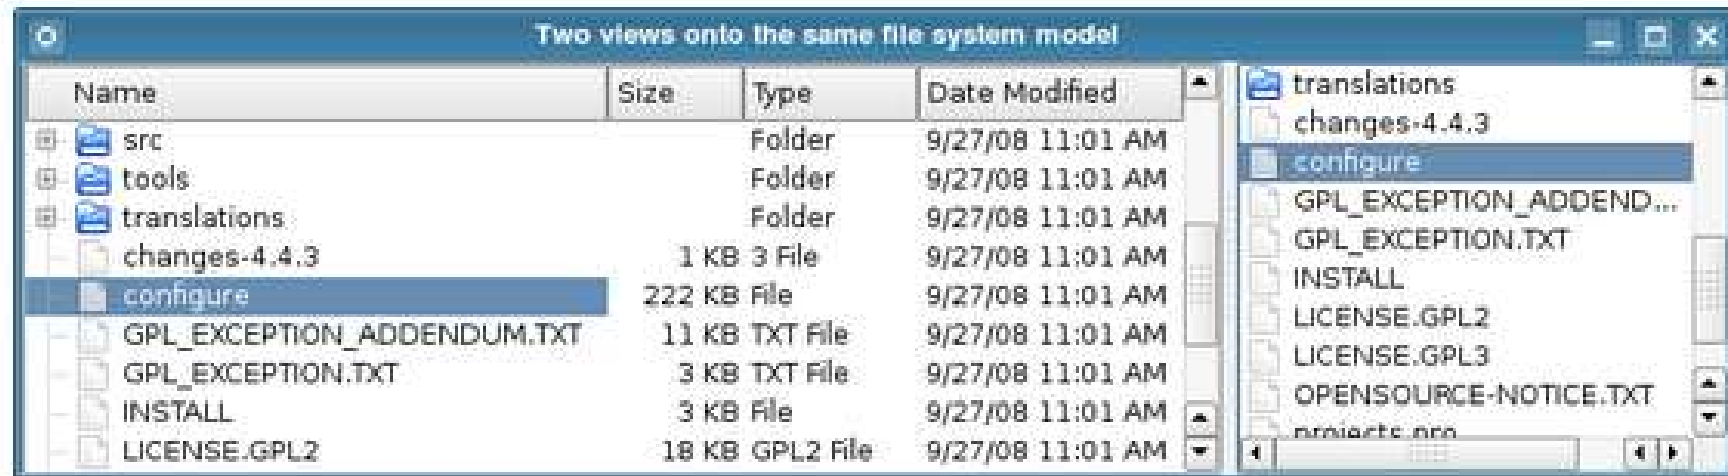 Two views onto the same file system model
Name Size Type Date Modified
src Folder 9/27/08 11:01 AM
tools Folder 9/27/08 11:01 AM
translations Folder 9/27/08 11:01 AM
changes-4.4.3 1 KB 3 File 9/27/08 11:01 AM
configure 222 KB File 9/27/08 11:01 AM
GPL_EXCEPTION_ADDENDUM.TXT 11 KB TXT File 9/27/08 11:01 AM
GPL_EXCEPTION.TXT 3 KB TXT File 9/27/08 11:01 AM
INSTALL 3 KB File 9/27/08 11:01 AM
LICENSE.GPL2 18 KB GPL2 File 9/27/08 11:01 AM
translations
changes-4.4.3
configure
GPL_EXCEPTION_ADDEND...
GPL_EXCEPTION.TXT
INSTALL
LICENSE.GPL2
LICENSE.GPL3
OPENSOURCE-NOTICE.TXT
projects.pro